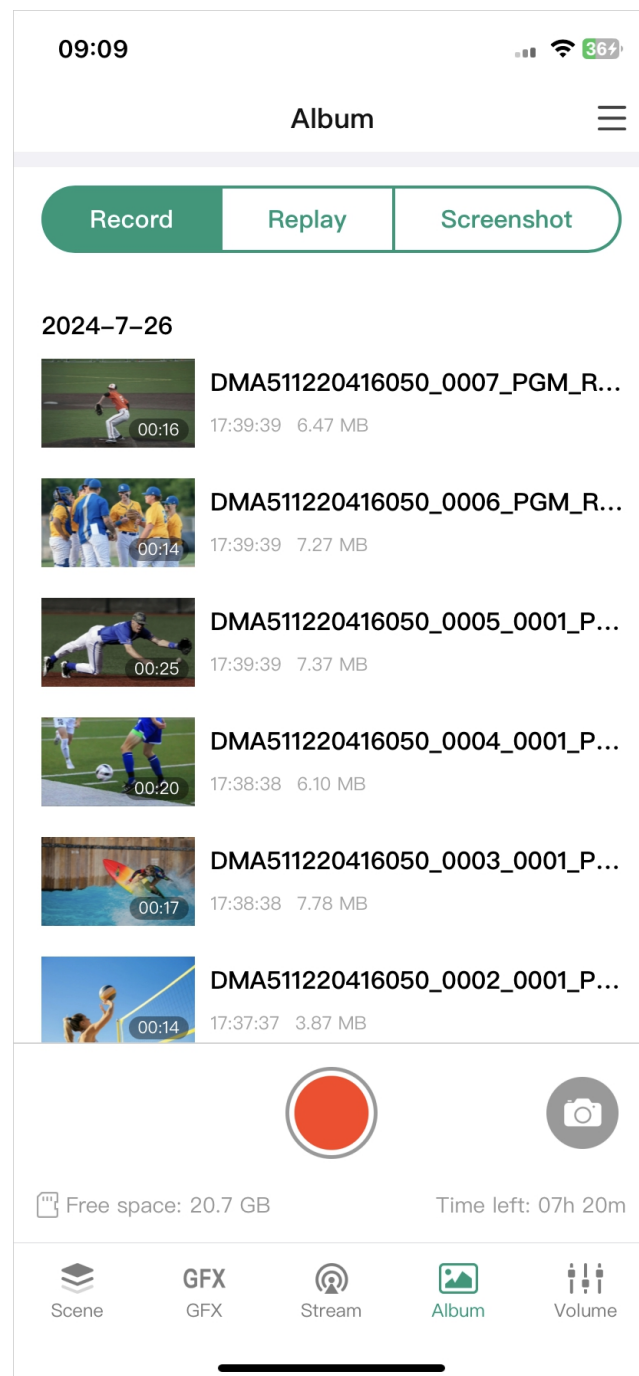 09:09
36
Album
Record Replay Screenshot
2024-7-26
DMA511220416050_0007_PGM_R...
00:16
17:39:39 6.47 MB
DMA511220416050_0006_PGM_R...
00:14
17:39:39 7.27 MB
DMA511220416050_0005_0001_P...
00:25
17:39:39 7.37 MB
DMA511220416050_0004_0001_P...
00:20
17:38:38 6.10 MB
DMA511220416050_0003_0001_P...
00:17
17:38:38 7.78 MB
DMA511220416050_0002_0001_P...
00:14
17:37:37 3.87 MB
Free space: 20.7 GB Time left: 07h 20m
GFX
Scene GFX Stream Album Volume